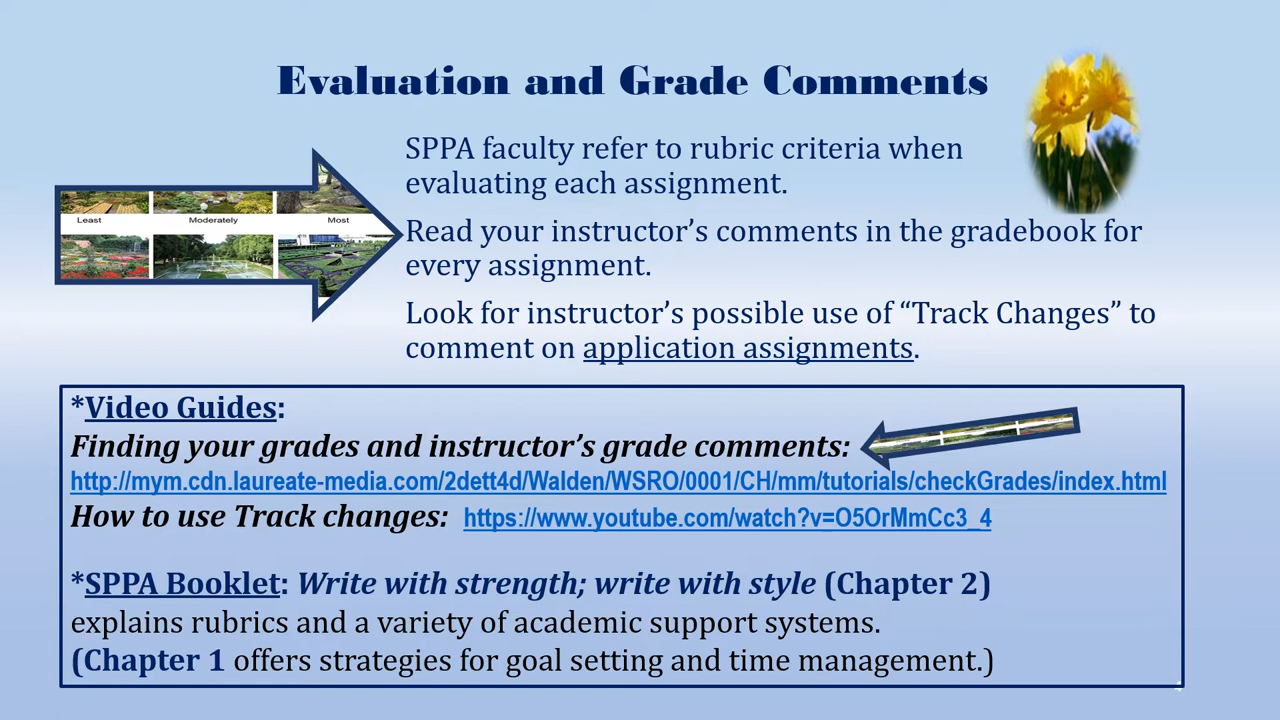 Evaluation and Grade Comments
SPPA faculty refer to rubric criteria when
evaluating each assignment.
Least Moderately Most
Read your instructor’s comments in the gradebook for
every assignment.
Look for instructor’s possible use of “Track Changes” to
comment on application assignments.
*Video Guides:
Finding your grades and instructor’s grade comments:
http://mym.cdn.laureate-media.com/2dett4d/Walden/WSRO/0001/CH/mm/tutorials/checkGrades/index.html
How to use Track changes: https://www.youtube.com/watch?v=O5OrMmCc3_4
*SPPA Booklet: Write with strength; write with style (Chapter 2)
explains rubrics and a variety of academic support systems.
(Chapter 1 offers strategies for goal setting and time management.)